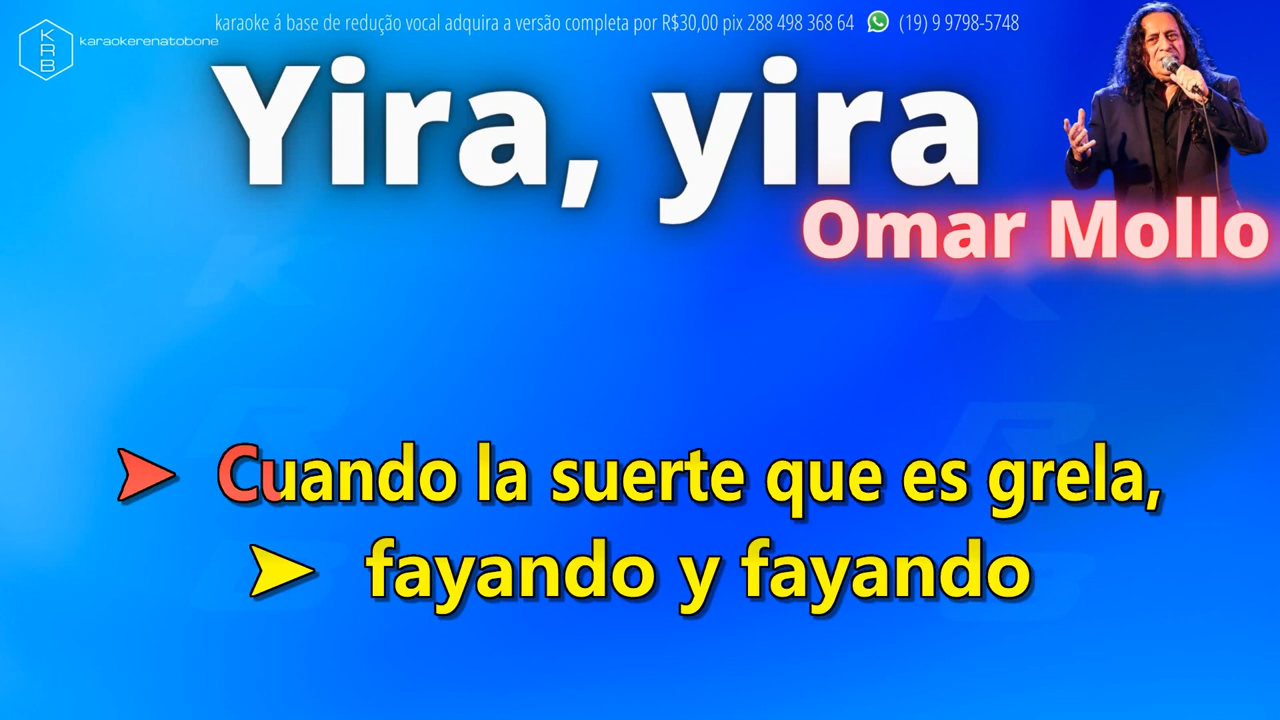 karaoke á base de redução vocal adquira a versão completa por R$30,00 pix 288 498 368 64 (19) 9 9798-5748
KRB
karaokerenatobone
Yira, yira
Omar Mollo
Cuando la suerte que es grela,
fayando y fayando